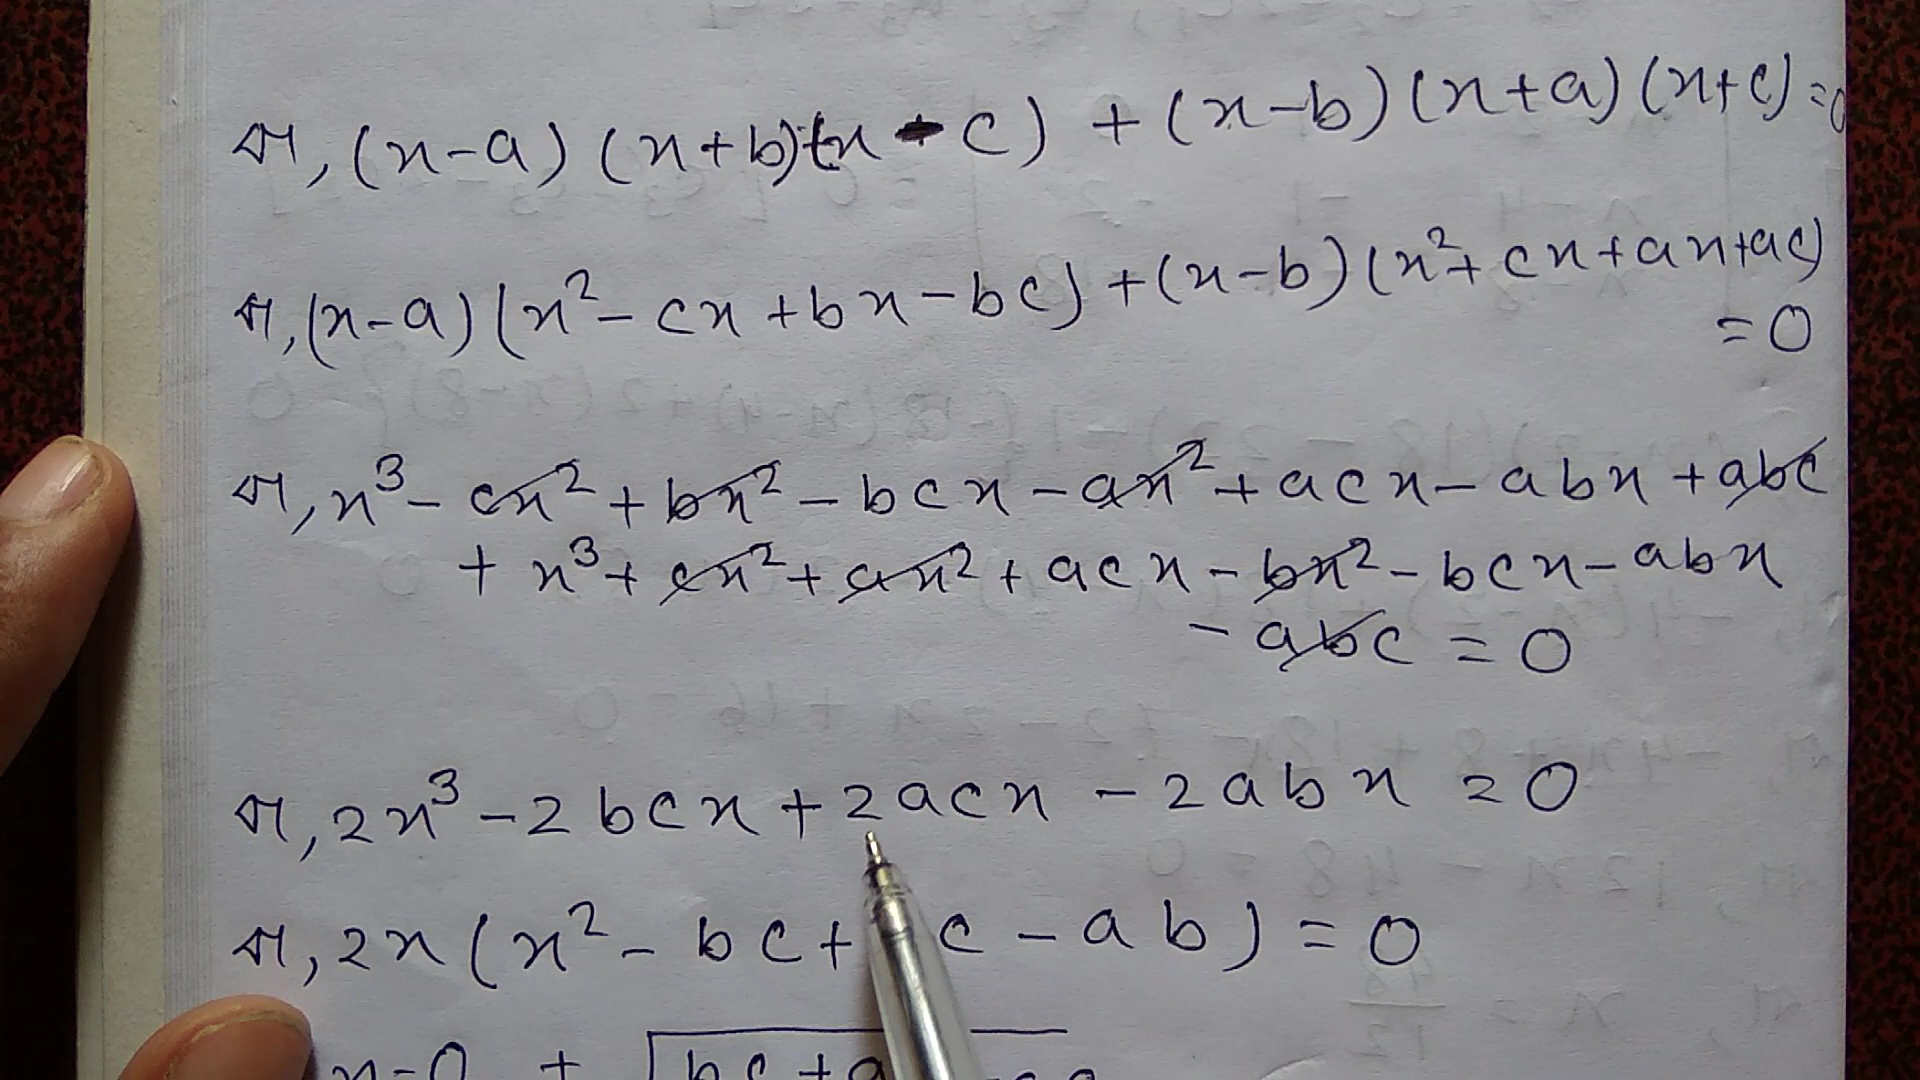 বা, (x-a) (x+b)(x-c) + (x-b) (x+a) (x+c) = 0
বা, (x-a) (x² - cx + bx - bc) + (x-b) (x² + cx + ax + ac)
= 0
বা, x³ - cx² + bx² - bcx - ax² + acx - abx + abc
+ x³ + cx² + ax² + acx - bx² - bcx - abx
- abc = 0
বা, 2x³ - 2bcx + 2acx - 2abx = 0
বা, 2x (x² - bc + c - ab) = 0